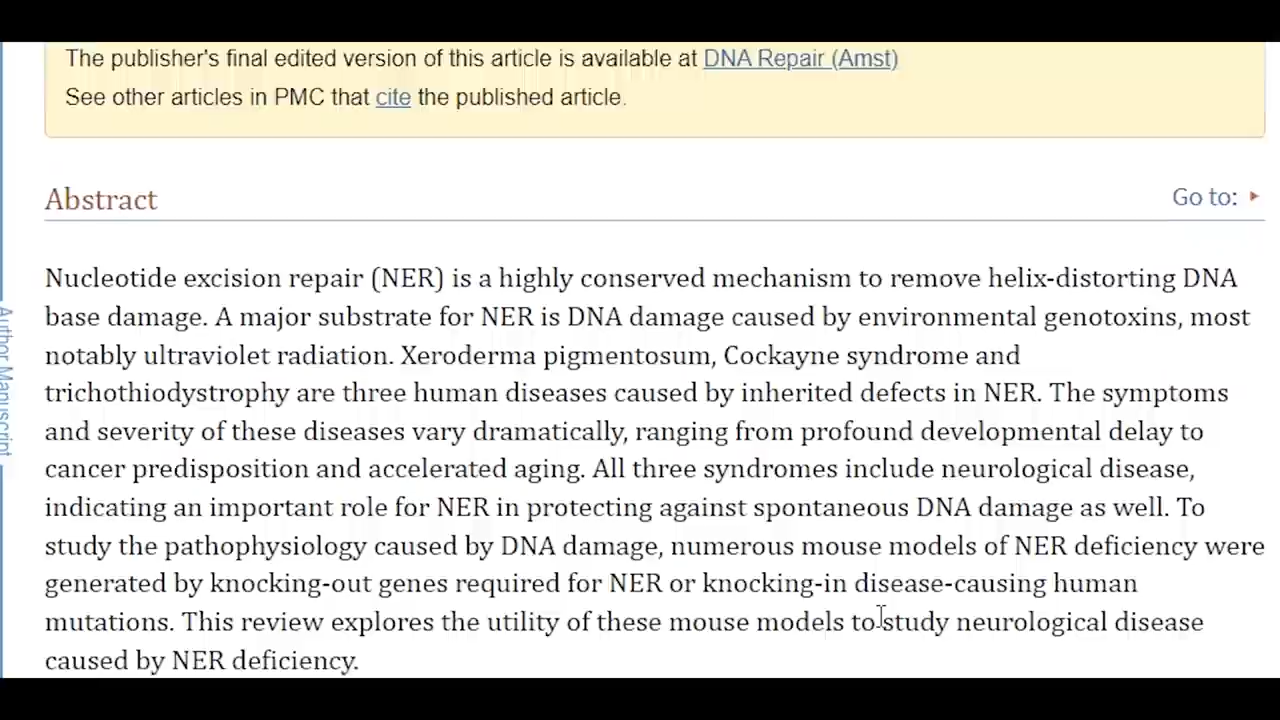 The publisher's final edited version of this article is available at DNA Repair (Amst)
See other articles in PMC that cite the published article.
Abstract
Go to:
Nucleotide excision repair (NER) is a highly conserved mechanism to remove helix-distorting DNA
base damage. A major substrate for NER is DNA damage caused by environmental genotoxins, most
notably ultraviolet radiation. Xeroderma pigmentosum, Cockayne syndrome and
trichothiodystrophy are three human diseases caused by inherited defects in NER. The symptoms
and severity of these diseases vary dramatically, ranging from profound developmental delay to
cancer predisposition and accelerated aging. All three syndromes include neurological disease,
indicating an important role for NER in protecting against spontaneous DNA damage as well. To
study the pathophysiology caused by DNA damage, numerous mouse models of NER deficiency were
generated by knocking-out genes required for NER or knocking-in disease-causing human
mutations. This review explores the utility of these mouse models to study neurological disease
caused by NER deficiency.
Author Manuscript